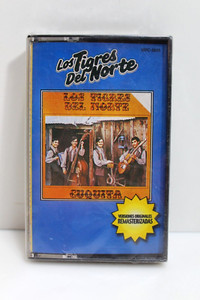 Los Tigres
Del Norte
LOS TIGRES
DEL NORTE
CUQUITA
VERSIONES ORIGINALES
REMASTERIZADAS